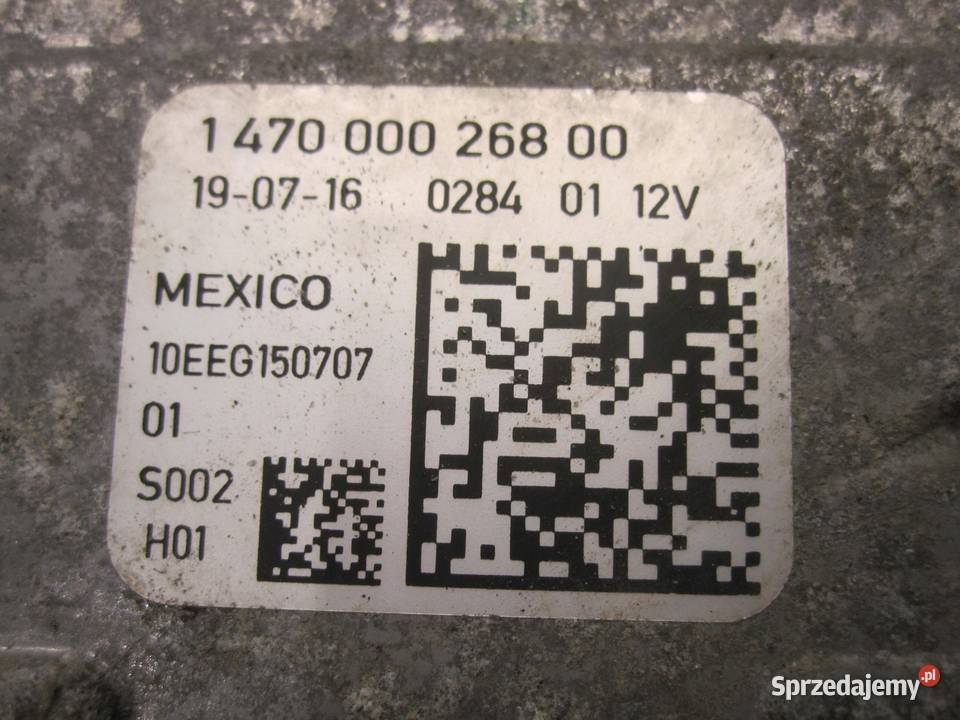 1 470 000 268 00
19-07-16 0284 01 12V
MEXICO
10EEG150707
01
S002
H01
Sprzedajemy.pl